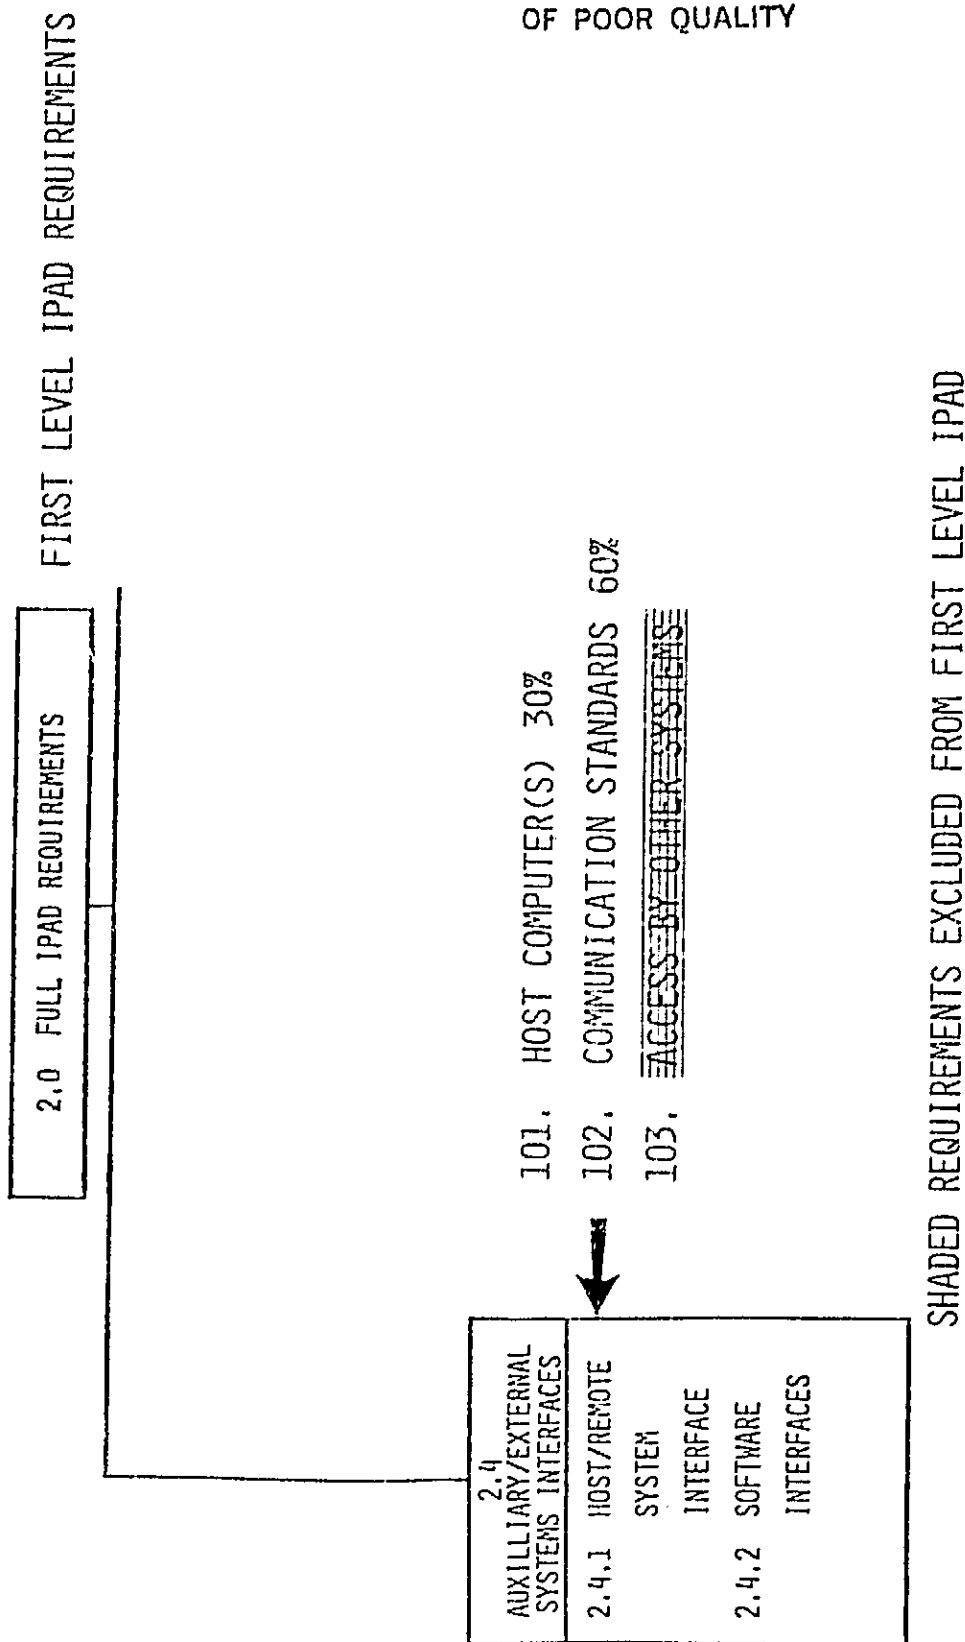 OF POOR QUALITY
FIRST LEVEL IPAD REQUIREMENTS
2.0 FULL IPAD REQUIREMENTS
2.4
AUXILLIARY/EXTERNAL
SYSTEMS INTERFACES
2.4.1 HOST/REMOTE
SYSTEM
INTERFACE
2.4.2 SOFTWARE
INTERFACES
101. HOST COMPUTER(S) 30%
102. COMMUNICATION STANDARDS 60%
103. ACCESS BY OTHER SYSTEMS
SHADED REQUIREMENTS EXCLUDED FROM FIRST LEVEL IPAD